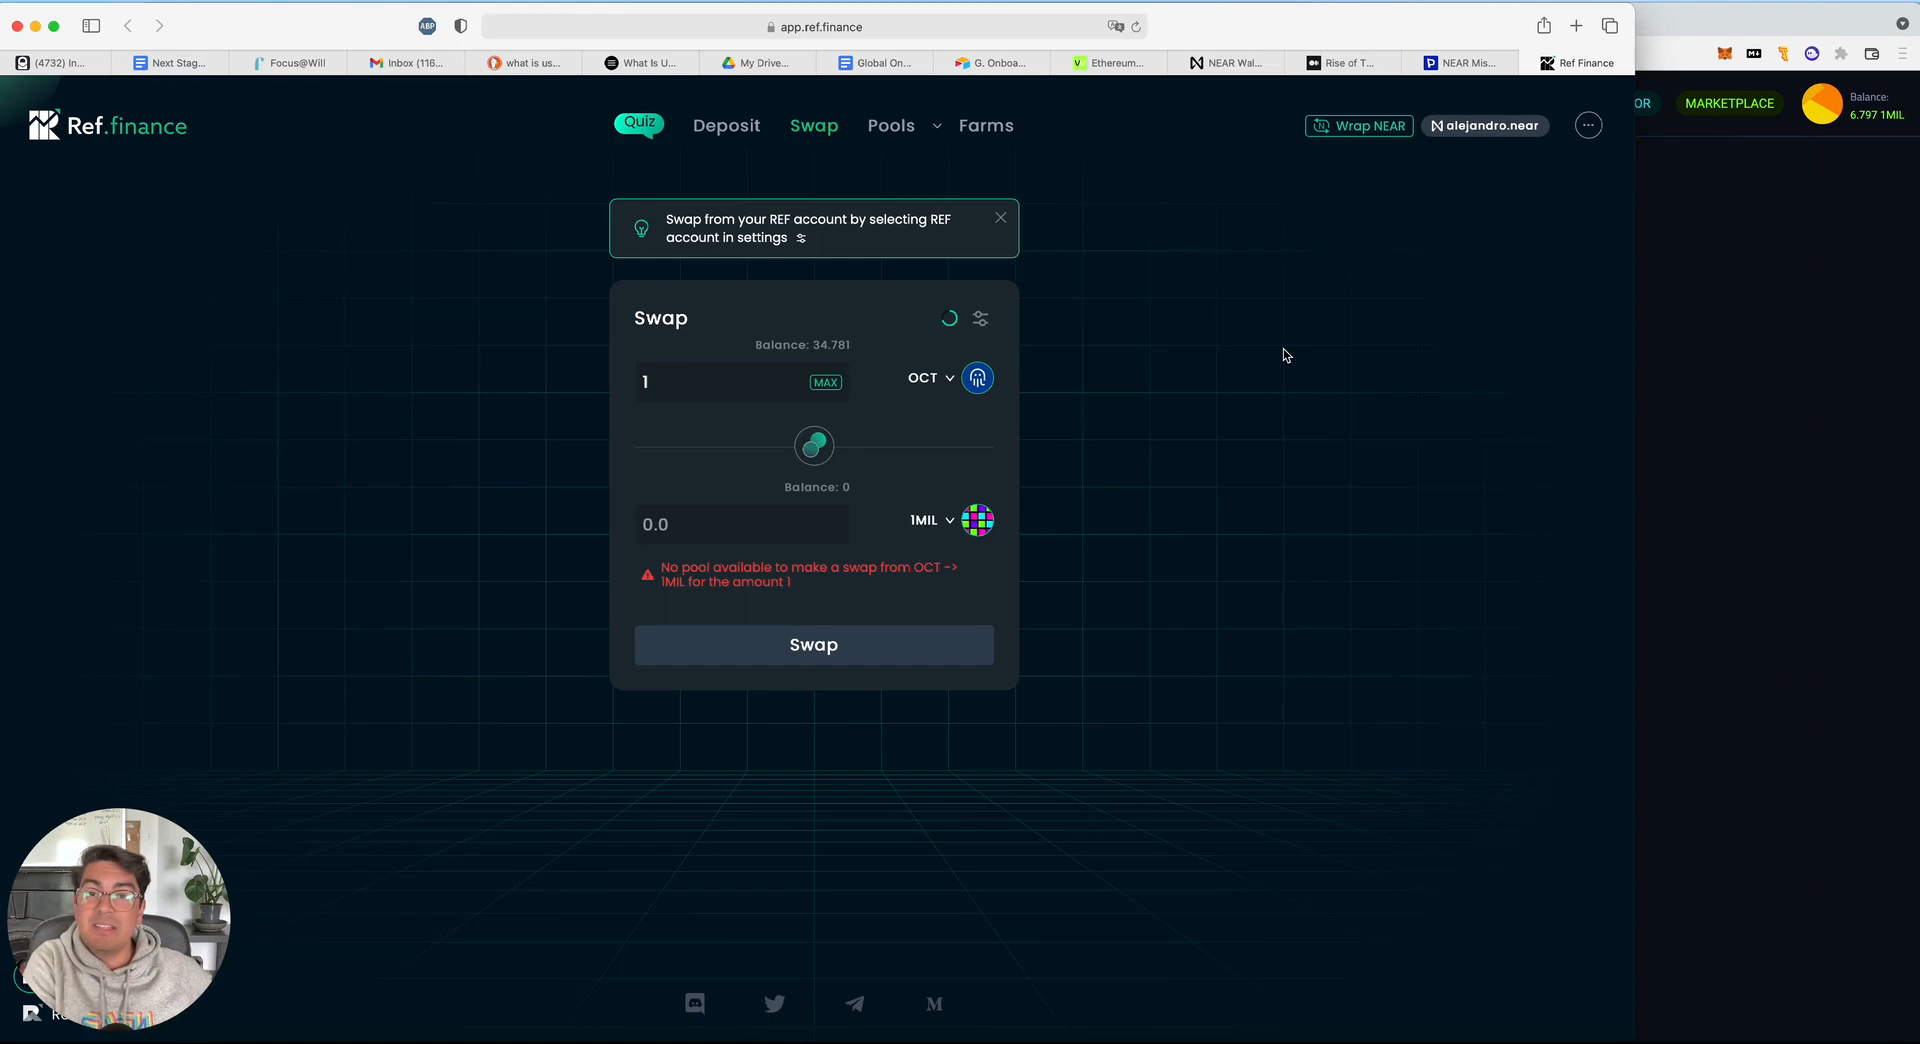 ABP
app.ref.finance
(4732) In...
Next Stag...
Focus@Will
Inbox (116...
what is us...
What Is U...
My Drive...
Global On...
G. Onboa...
Ethereum...
NEAR Wal...
Rise of T...
NEAR Mis...
Ref Finance
Ref.finance
Quiz
Deposit
Swap
Pools
Farms
Wrap NEAR
alejandro.near
OR
MARKETPLACE
Balance:
6.797 1MIL
Swap from your REF account by selecting REF
account in settings
Swap
Balance: 34.781
1
MAX
OCT
Balance: 0
0.0
1MIL
No pool available to make a swap from OCT ->
1MIL for the amount 1
Swap